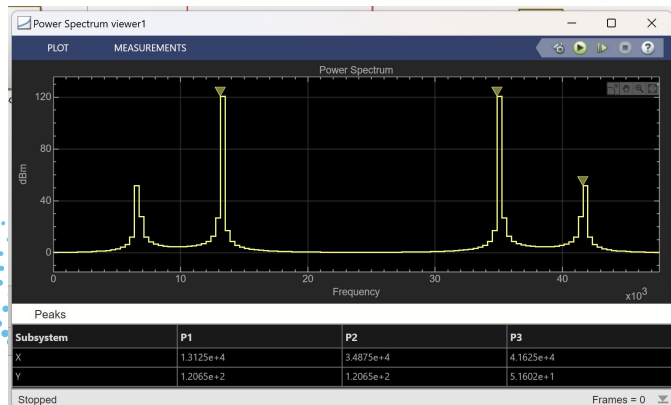 Power Spectrum viewer1
PLOT MEASUREMENTS
Power Spectrum
120
80
40
0
dBm
0 10 20 30 40
Frequency
x10³
Peaks
Subsystem P1 P2 P3
X 1.3125e+4 3.4875e+4 4.1625e+4
Y 1.2065e+2 1.2065e+2 5.1602e+1
Stopped Frames = 0